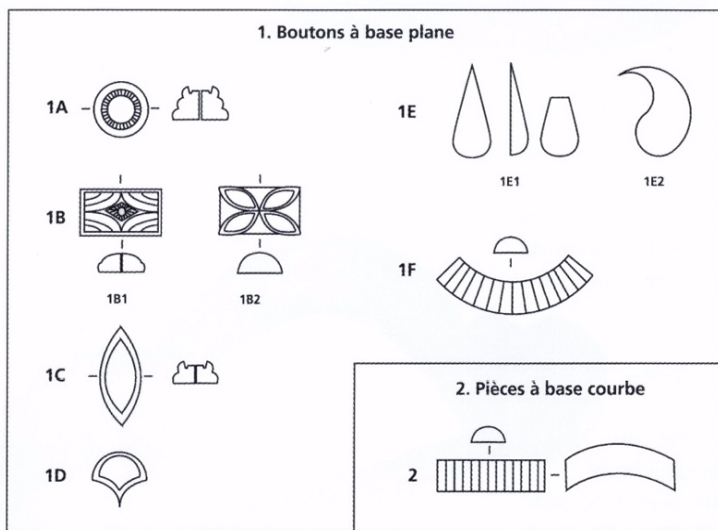 1. Boutons à base plane
1A
1B
1B1
1B2
1C
1D
1E
1E1
1E2
1F
2. Pièces à base courbe
2